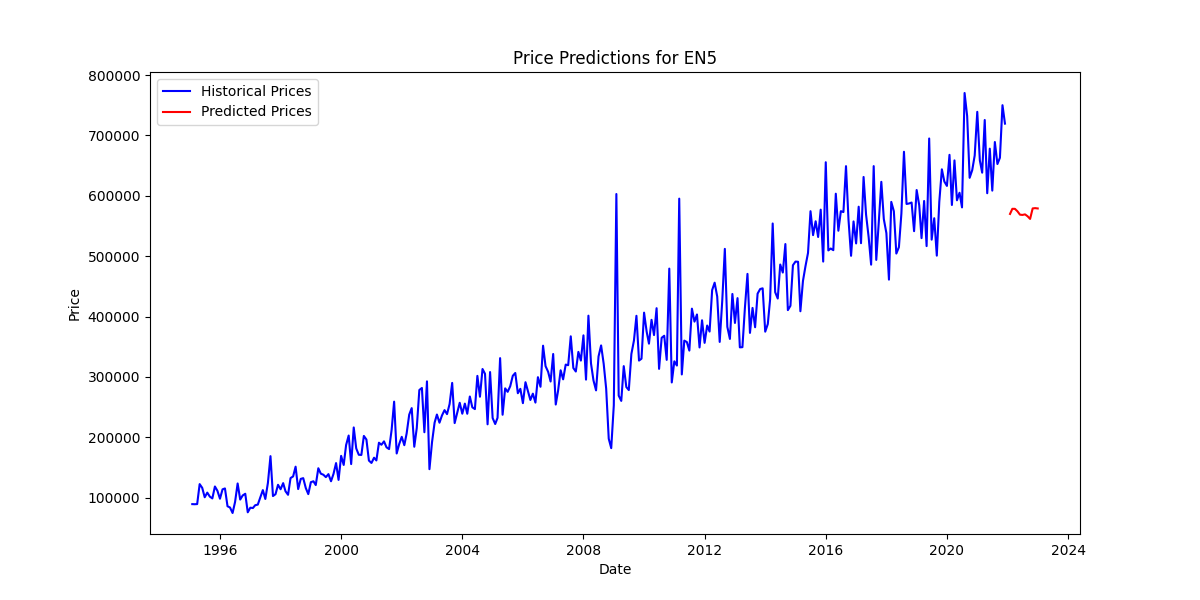 Price Predictions for EN5
Historical Prices
Predicted Prices
800000
700000
600000
500000
400000
300000
200000
100000
Price
1996 2000 2004 2008 2012 2016 2020 2024
Date